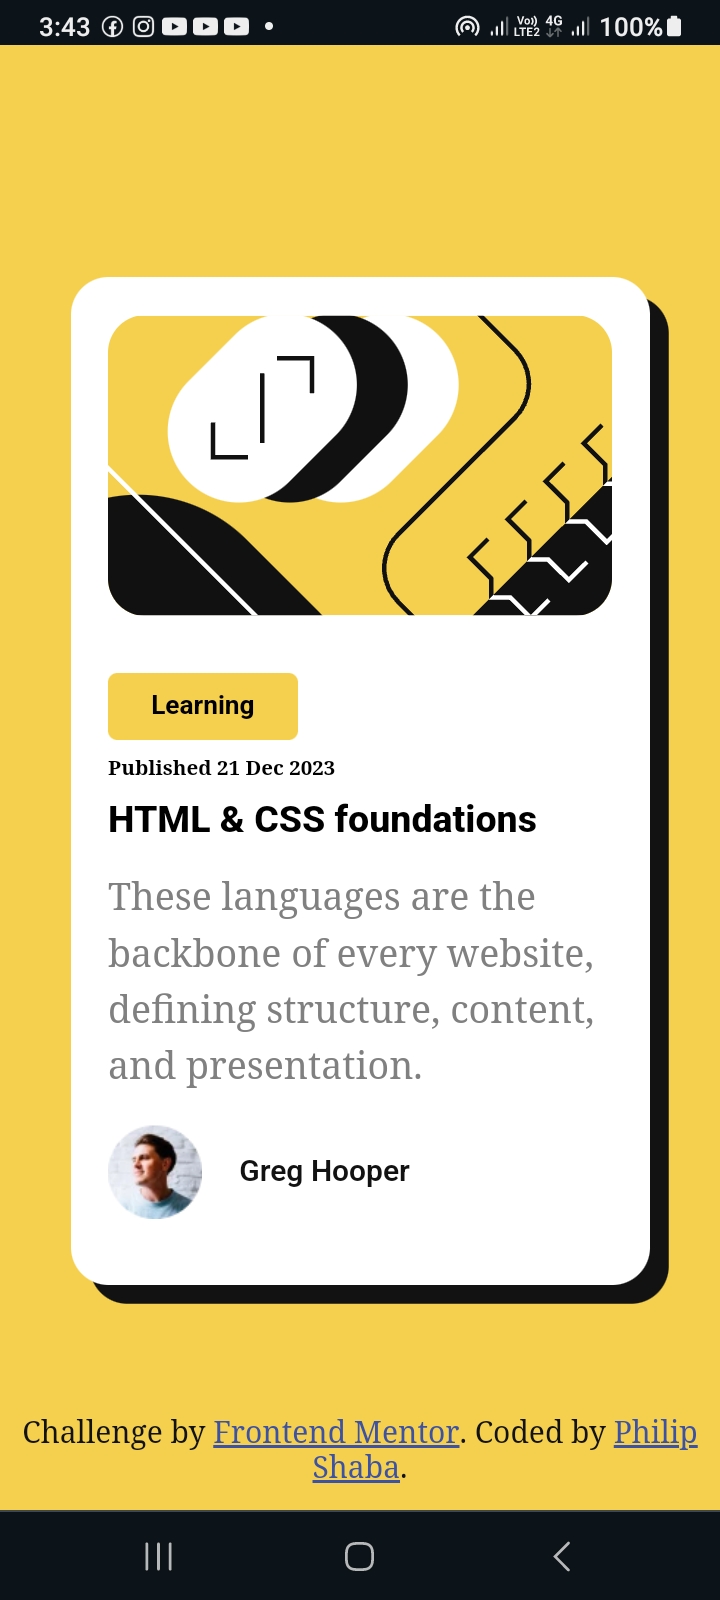 3:43 Vo)) LTE2 4G 100%
Learning
Published 21 Dec 2023
HTML & CSS foundations
These languages are the
backbone of every website,
defining structure, content,
and presentation.
Greg Hooper
Challenge by Frontend Mentor. Coded by Philip
Shaba.